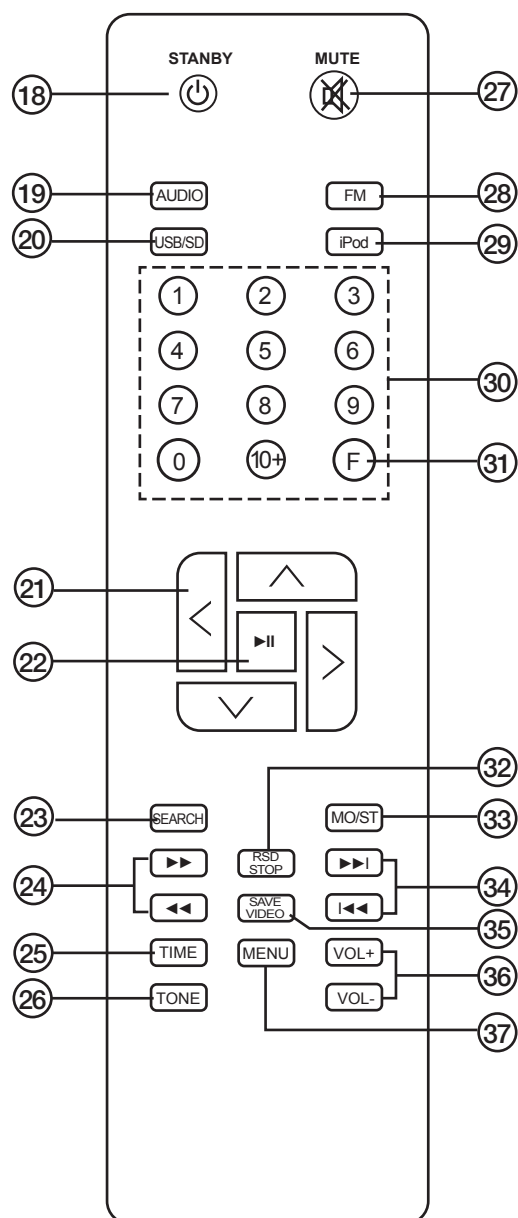 STANBY MUTE
18 27
19 AUDIO FM 28
20 USB/SD iPod 29
1 2 3
4 5 6
30
7 8 9
0 10+ F 31
21
22
32
23 SEARCH MO/ST 33
RSD
STOP
24 34
SAVE
VIDEO
35
25 TIME MENU VOL+
36
26 TONE VOL-
37